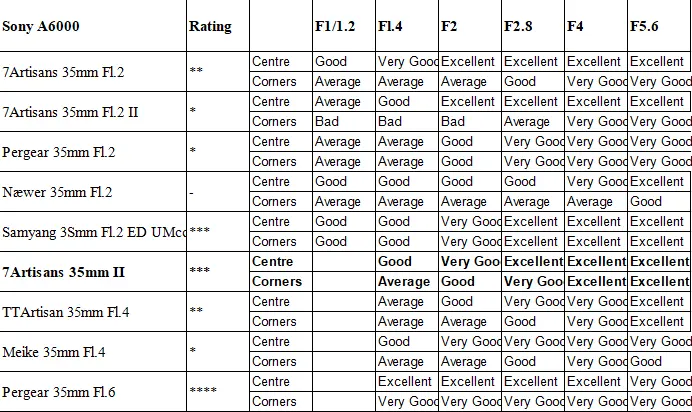 Sony A6000 Rating F1/1.2 Fl.4 F2 F2.8 F4 F5.6
Centre Good Very Good Excellent Excellent Excellent Excellent
7Artisans 35mm Fl.2 **
Corners Average Average Average Good Very Good Very Good
Centre Average Good Excellent Excellent Excellent Excellent
7Artisans 35mm Fl.2 II *
Corners Bad Bad Bad Average Very Good Very Good
Centre Average Average Good Very Good Very Good Very Good
Pergear 35mm Fl.2 *
Corners Average Average Good Very Good Very Good Very Good
Centre Good Good Good Good Very Good Excellent
Næwer 35mm Fl.2 -
Corners Average Average Average Average Average Good
Centre Good Good Very Good Excellent Excellent Excellent
Samyang 3Smm Fl.2 ED UMcc ***
Corners Good Good Very Good Excellent Excellent Excellent
Centre Good Very Goo Excellent Excellent Excellent
7Artisans 35mm II ***
Corners Average Good Very Goo Excellent Excellent
Centre Average Good Very Good Very Good Excellent
TTArtisan 35mm Fl.4 **
Corners Average Average Good Very Good Excellent
Centre Good Very Good Very Good Very Good Very Good
Meike 35mm Fl.4 *
Corners Average Average Good Very Good Good
Centre Excellent Excellent Excellent Excellent Very Good
Pergear 35mm Fl.6 ****
Corners Very Good Very Good Very Good Very Good Very Good